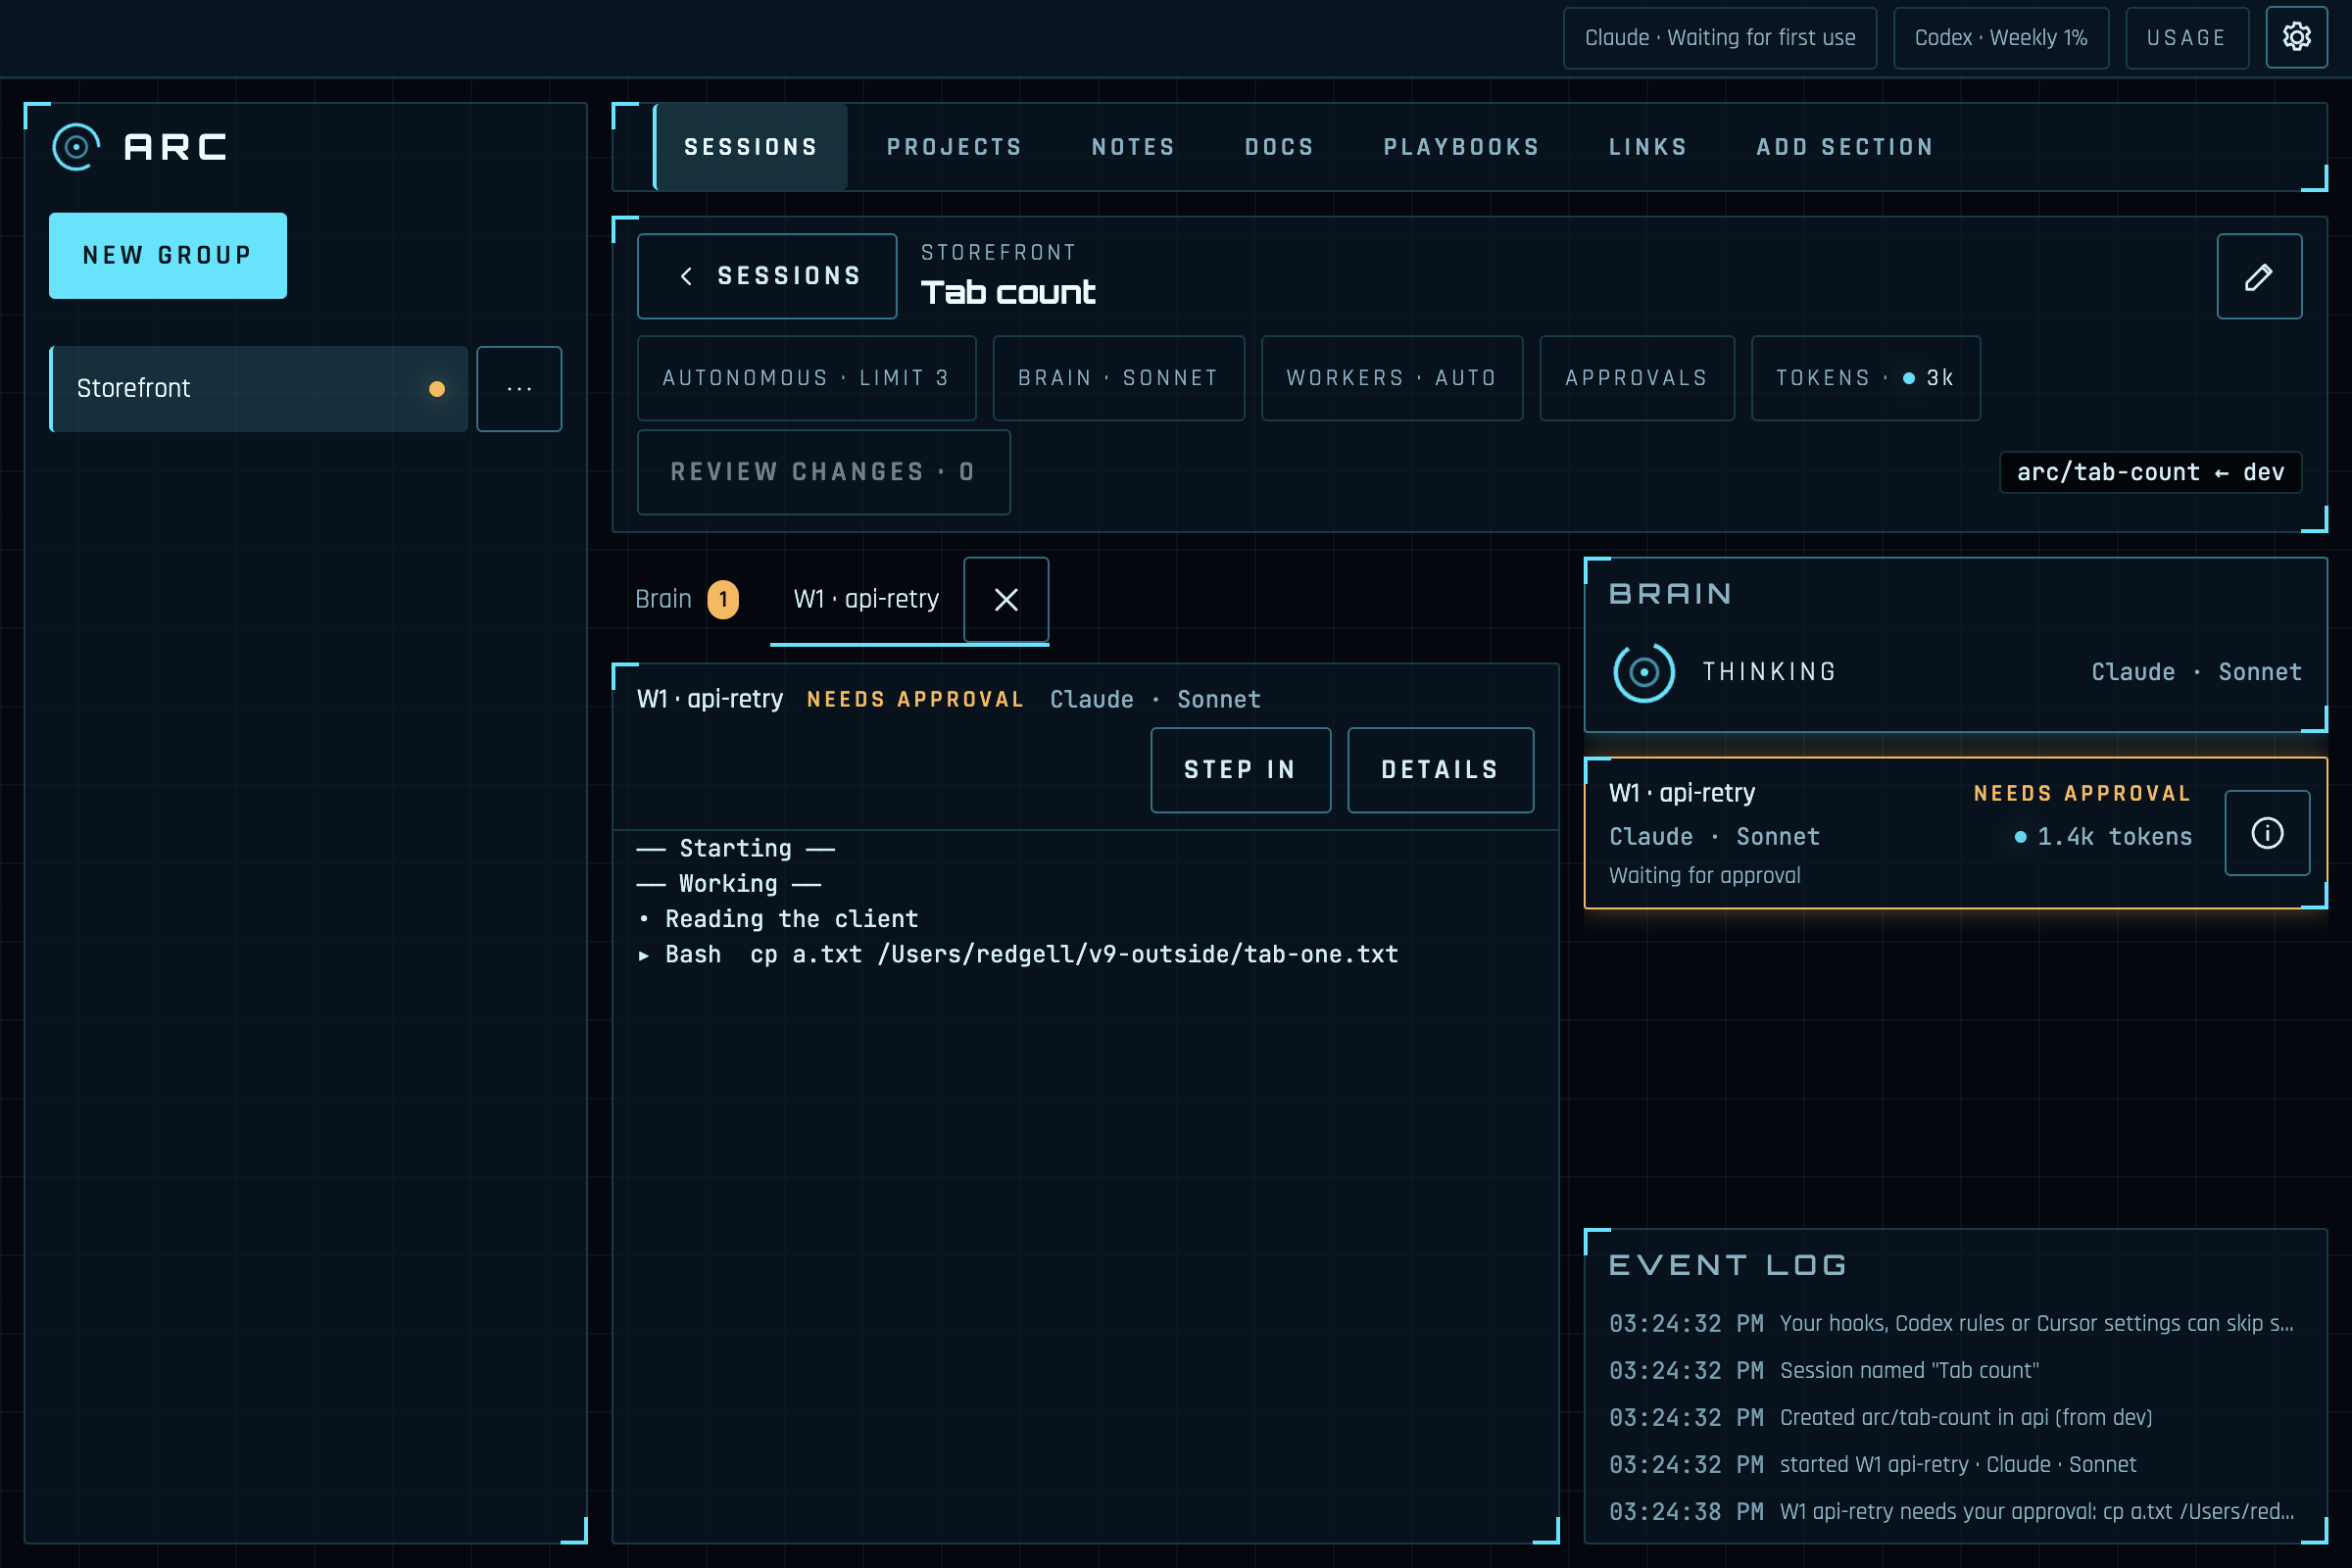 Claude · Waiting for first use
Codex · Weekly 1%
USAGE
ARC
NEW GROUP
Storefront
...
SESSIONS
PROJECTS
NOTES
DOCS
PLAYBOOKS
LINKS
ADD SECTION
SESSIONS
STOREFRONT
Tab count
AUTONOMOUS · LIMIT 3
BRAIN · SONNET
WORKERS · AUTO
APPROVALS
TOKENS · ● 3k
REVIEW CHANGES · 0
arc/tab-count ← dev
Brain 1
W1 · api-retry
W1 · api-retry NEEDS APPROVAL Claude · Sonnet
STEP IN
DETAILS
—— Starting ——
—— Working ——
• Reading the client
▸ Bash cp a.txt /Users/redgell/v9-outside/tab-one.txt
BRAIN
THINKING
Claude · Sonnet
W1 · api-retry
NEEDS APPROVAL
Claude · Sonnet
● 1.4k tokens
Waiting for approval
EVENT LOG
03:24:32 PM Your hooks, Codex rules or Cursor settings can skip s...
03:24:32 PM Session named "Tab count"
03:24:32 PM Created arc/tab-count in api (from dev)
03:24:32 PM started W1 api-retry · Claude · Sonnet
03:24:38 PM W1 api-retry needs your approval: cp a.txt /Users/red...